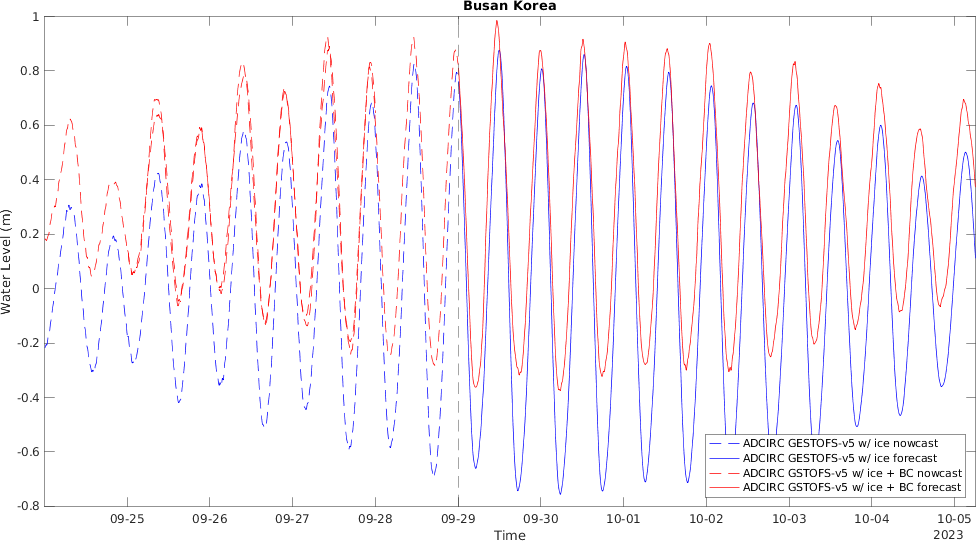 Busan Korea
Water Level (m)
1
0.8
0.6
0.4
0.2
0
-0.2
-0.4
-0.6
-0.8
ADCIRC GESTOFS-v5 w/ ice nowcast
ADCIRC GESTOFS-v5 w/ ice forecast
ADCIRC GSTOFS-v5 w/ ice + BC nowcast
ADCIRC GSTOFS-v5 w/ ice + BC forecast
09-25 09-26 09-27 09-28 09-29 09-30 10-01 10-02 10-03 10-04 10-05
Time
2023